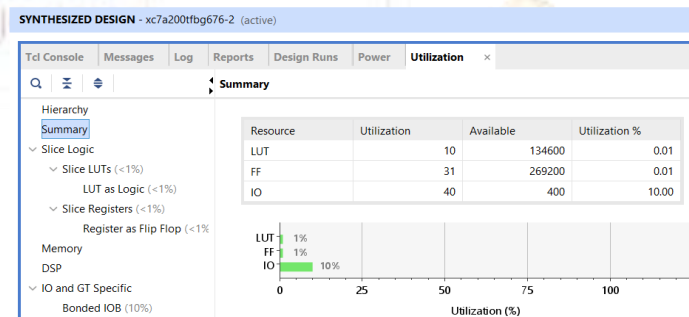 SYNTHESIZED DESIGN - xc7a200tfbg676-2 (active)
Tcl Console Messages Log Reports Design Runs Power Utilization ×
Summary
Hierarchy
Summary
Slice Logic
Slice LUTs (<1%)
LUT as Logic (<1%)
Slice Registers (<1%)
Register as Flip Flop (<1%
Memory
DSP
IO and GT Specific
Bonded IOB (10%)
Resource Utilization Available Utilization %
LUT 10 134600 0.01
FF 31 269200 0.01
IO 40 400 10.00
LUT 1%
FF 1%
IO 10%
0 25 50 75 100
Utilization (%)